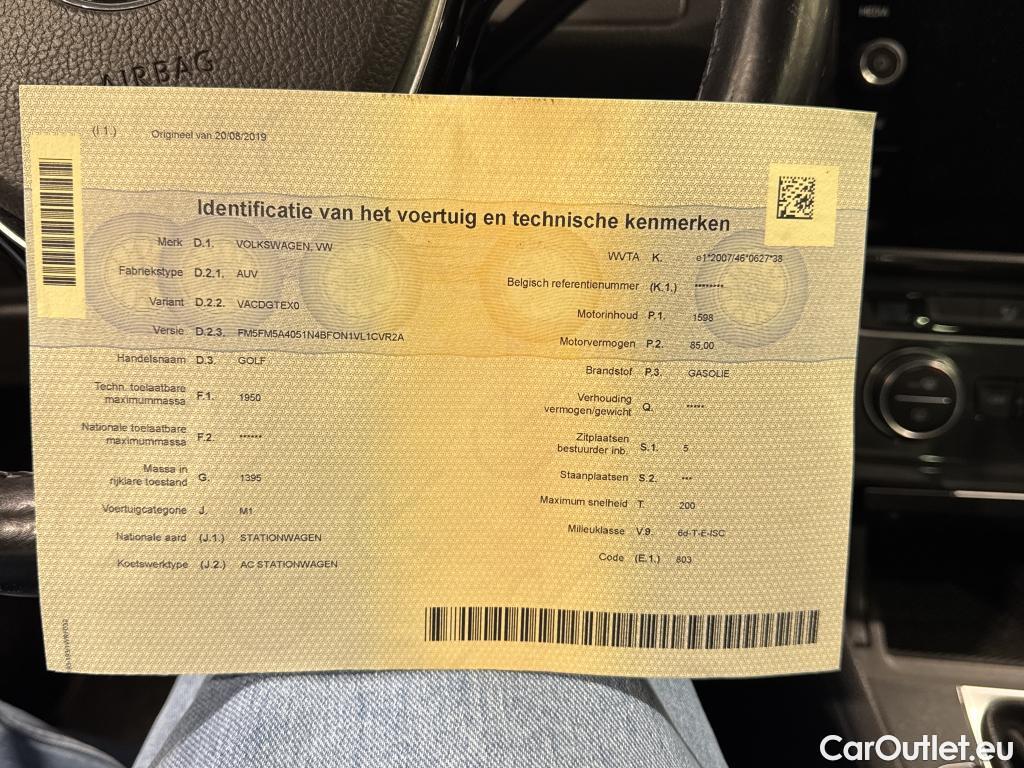 MEDIA
AIRBAG
(I 1.) Origineel van 20/08/2019
Identificatie van het voertuig en technische kenmerken
Merk D.1. VOLKSWAGEN, VW
Fabriekstype D.2.1. AUV
Variant D.2.2. VACDGTEX0
Versie D.2.3. FM5FM5A4051N4BFON1VL1CVR2A
Handelsnaam D.3. GOLF
Techn. toelaatbare
maximummassa F.1. 1950
Nationale toelaatbare
maximummassa F.2. ******
Massa in
rijklare toestand G. 1395
Voertuigcategorie J. M1
Nationale aard (J.1.) STATIONWAGEN
Koetswerktype (J.2.) AC STATIONWAGEN
WVTA K. e1*2007/46*0627*38
Belgisch referentienummer (K.1.) ********
Motorinhoud P.1. 1598
Motorvermogen P.2. 85,00
Brandstof P.3. GASOLIE
Verhouding
vermogen/gewicht Q. *****
Zitplaatsen
bestuurder inb. S.1. 5
Staanplaatsen S.2. ***
Maximum snelheid T. 200
Milieuklasse V.9. 6d-T-E-ISC
Code (E.1.) 803
CarOutlet.eu